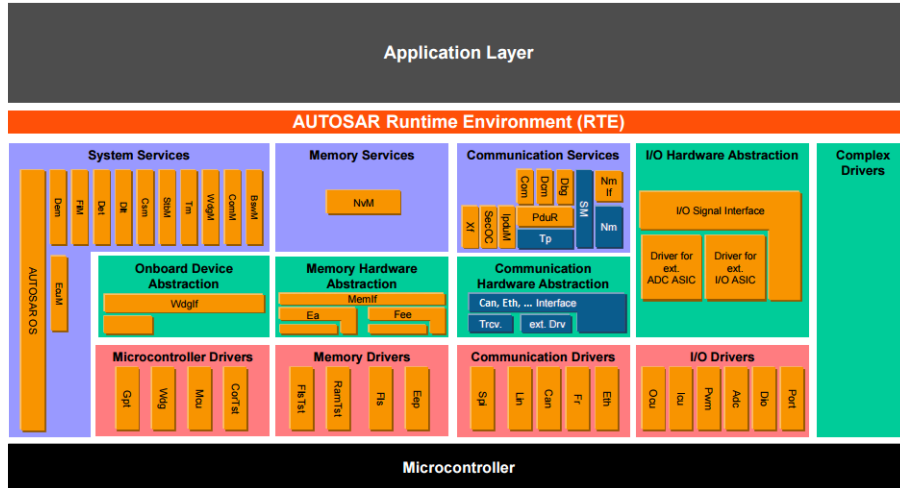 Application Layer
AUTOSAR Runtime Environment (RTE)
System Services
Memory Services
Communication Services
I/O Hardware Abstraction
Complex
Drivers
AUTOSAR OS
Dem
FiM
Det
Dlt
Csm
StbM
Tm
WdgM
ComM
BswM
EcuM
NvM
Xf
SecOC
IpduM
Com
Dcm
Dbg
PduR
Tp
SM
Nm
If
Nm
I/O Signal Interface
Driver for
ext.
ADC ASIC
Driver for
ext.
I/O ASIC
Onboard Device
Abstraction
WdgIf
Memory Hardware
Abstraction
MemIf
Ea
Fee
Communication
Hardware Abstraction
Can, Eth, ... Interface
Trcv.
ext. Drv
Microcontroller Drivers
Gpt
Wdg
Mcu
CorTst
Memory Drivers
FlsTst
RamTst
Fls
Eep
Communication Drivers
Spi
Lin
Can
Fr
Eth
I/O Drivers
Ocu
Icu
Pwm
Adc
Dio
Port
Microcontroller